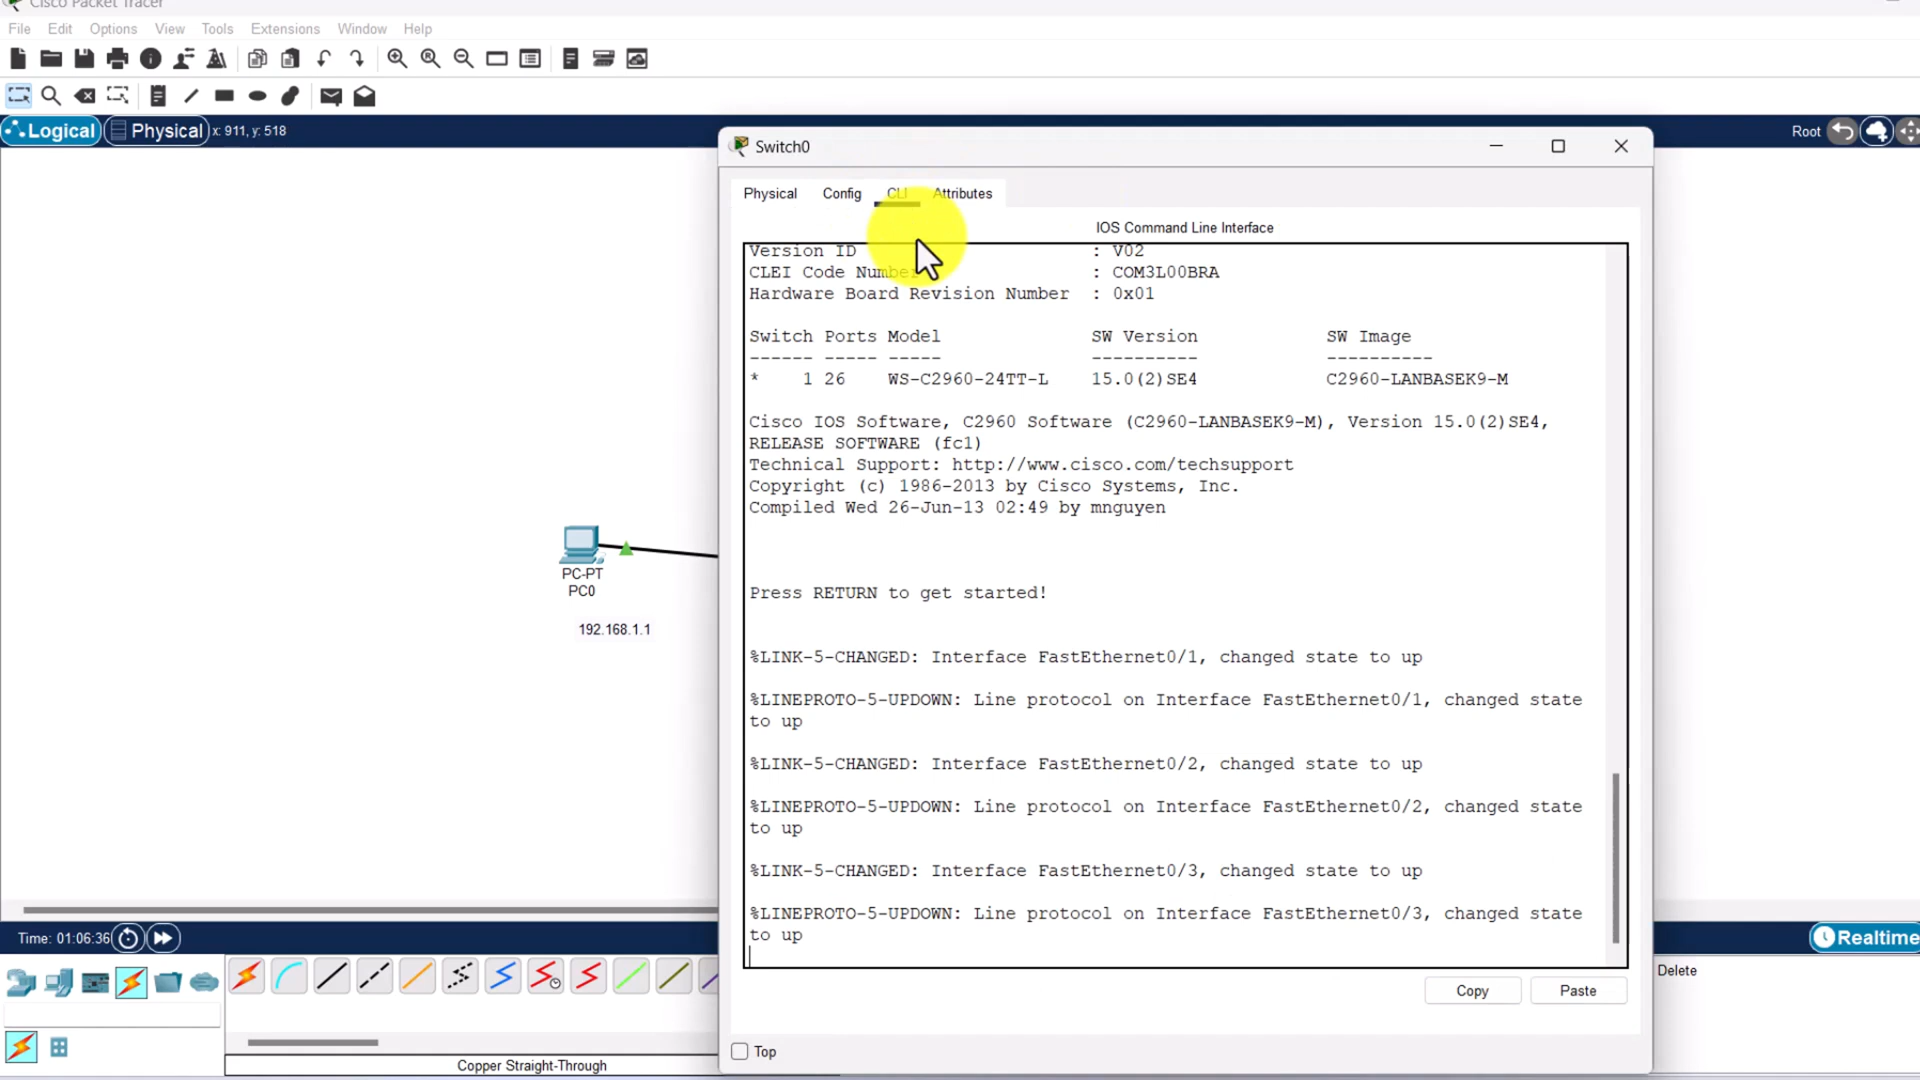 Cisco Packet Tracer
File Edit Options View Tools Extensions Window Help
Logical Physical x: 911, y: 518 Root
Switch0
Physical Config CLI Attributes
IOS Command Line Interface
Version ID : V02
CLEI Code Number : COM3L00BRA
Hardware Board Revision Number : 0x01
Switch Ports Model SW Version SW Image
------ ----- ----- ---------- ----------
* 1 26 WS-C2960-24TT-L 15.0(2)SE4 C2960-LANBASEK9-M
Cisco IOS Software, C2960 Software (C2960-LANBASEK9-M), Version 15.0(2)SE4,
RELEASE SOFTWARE (fc1)
Technical Support: http://www.cisco.com/techsupport
Copyright (c) 1986-2013 by Cisco Systems, Inc.
Compiled Wed 26-Jun-13 02:49 by mnguyen
Press RETURN to get started!
%LINK-5-CHANGED: Interface FastEthernet0/1, changed state to up
%LINEPROTO-5-UPDOWN: Line protocol on Interface FastEthernet0/1, changed state
to up
%LINK-5-CHANGED: Interface FastEthernet0/2, changed state to up
%LINEPROTO-5-UPDOWN: Line protocol on Interface FastEthernet0/2, changed state
to up
%LINK-5-CHANGED: Interface FastEthernet0/3, changed state to up
%LINEPROTO-5-UPDOWN: Line protocol on Interface FastEthernet0/3, changed state
to up
Copy Paste
Top
PC-PT
PC0
192.168.1.1
Time: 01:06:36 Realtime
Delete
Copper Straight-Through